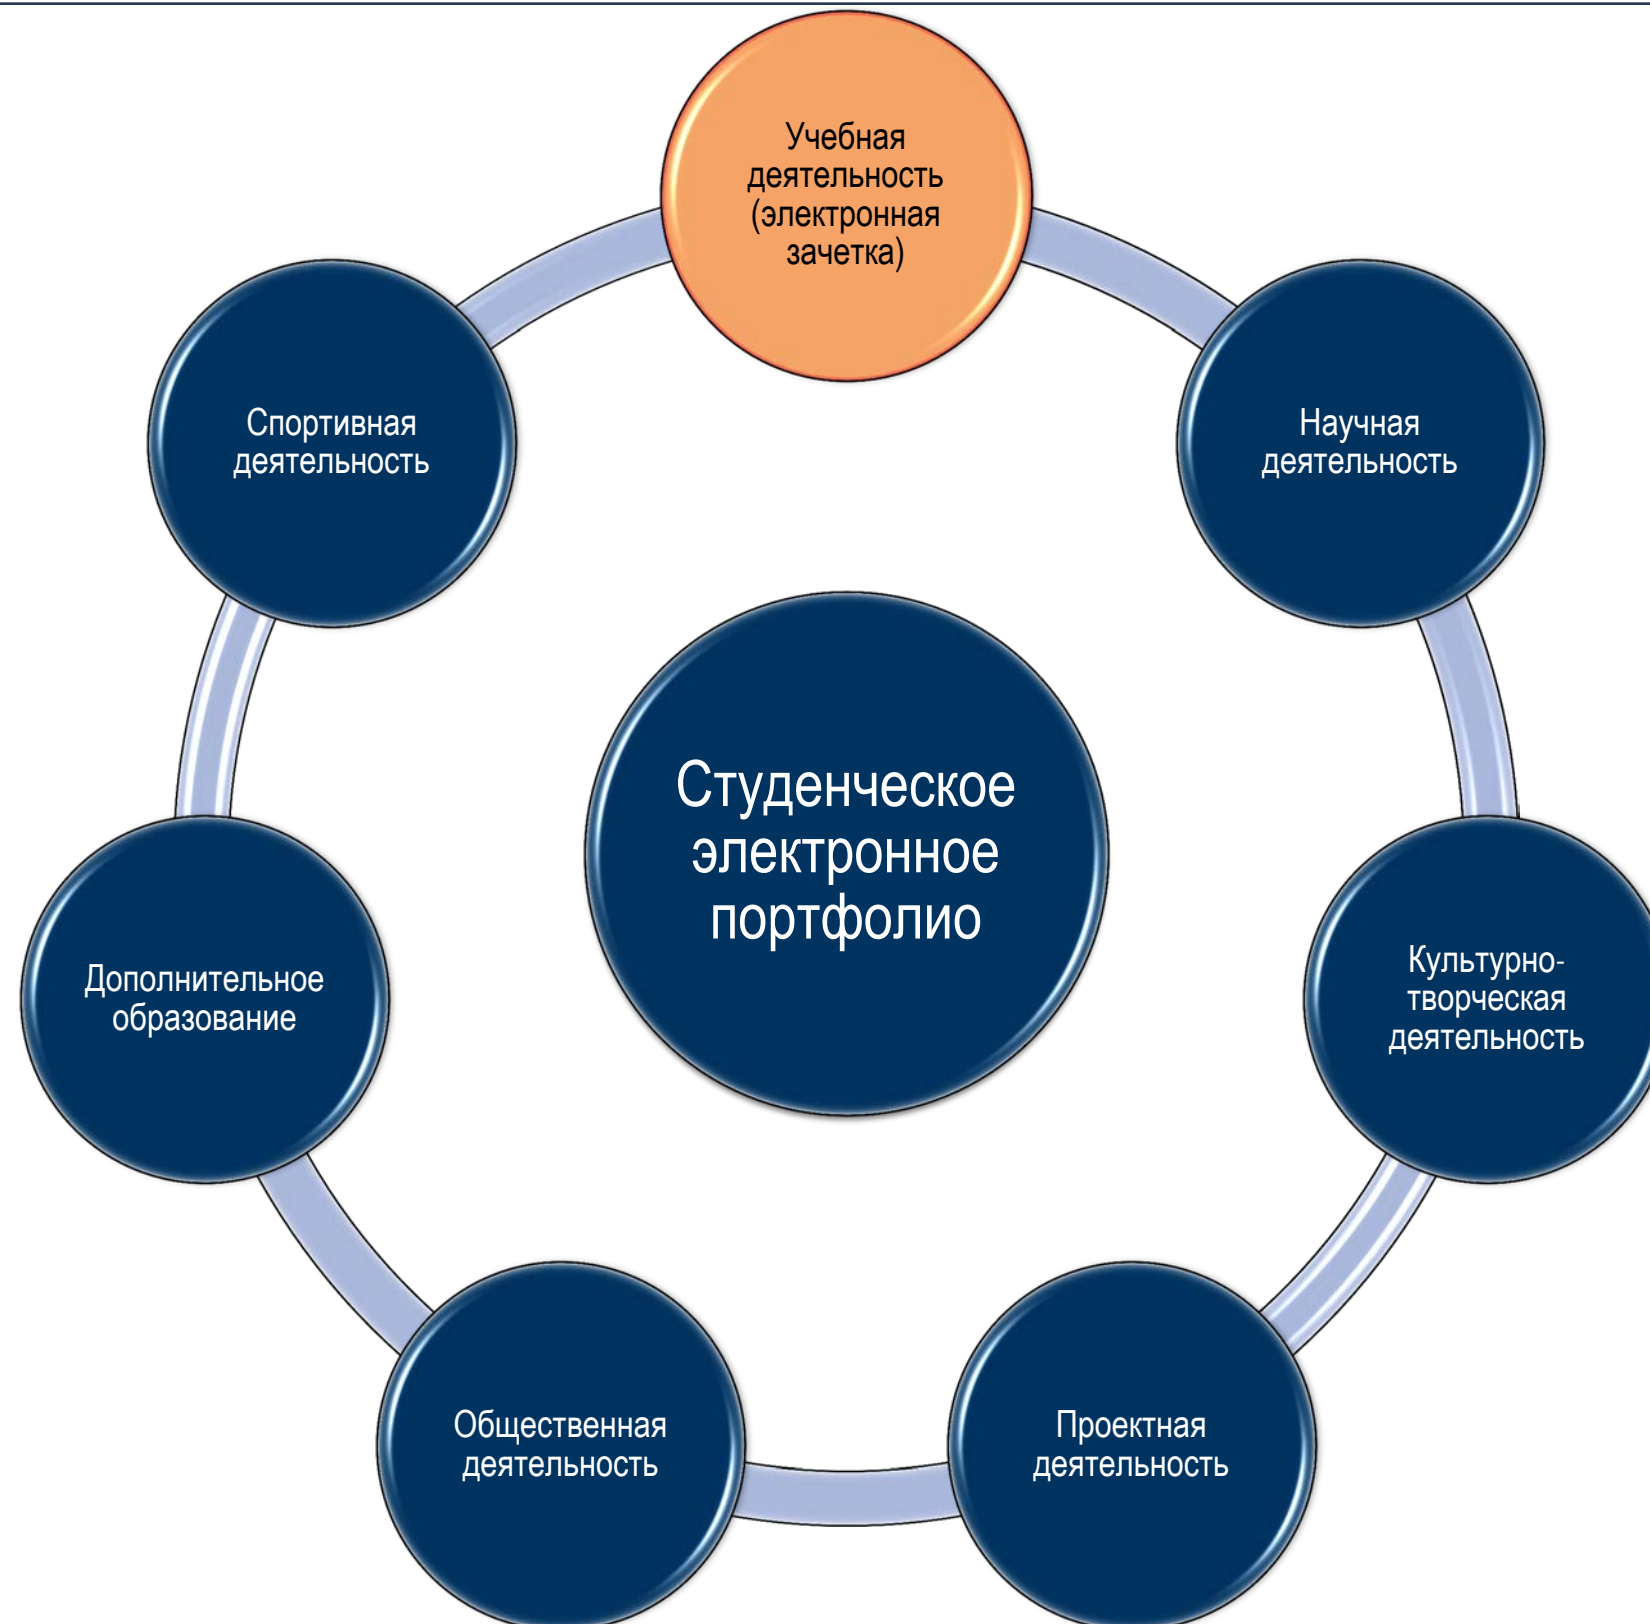 Учебная
деятельность
(электронная
зачетка)
Спортивная
деятельность
Научная
деятельность
Студенческое
электронное
портфолио
Дополнительное
образование
Культурно-
творческая
деятельность
Общественная
деятельность
Проектная
деятельность